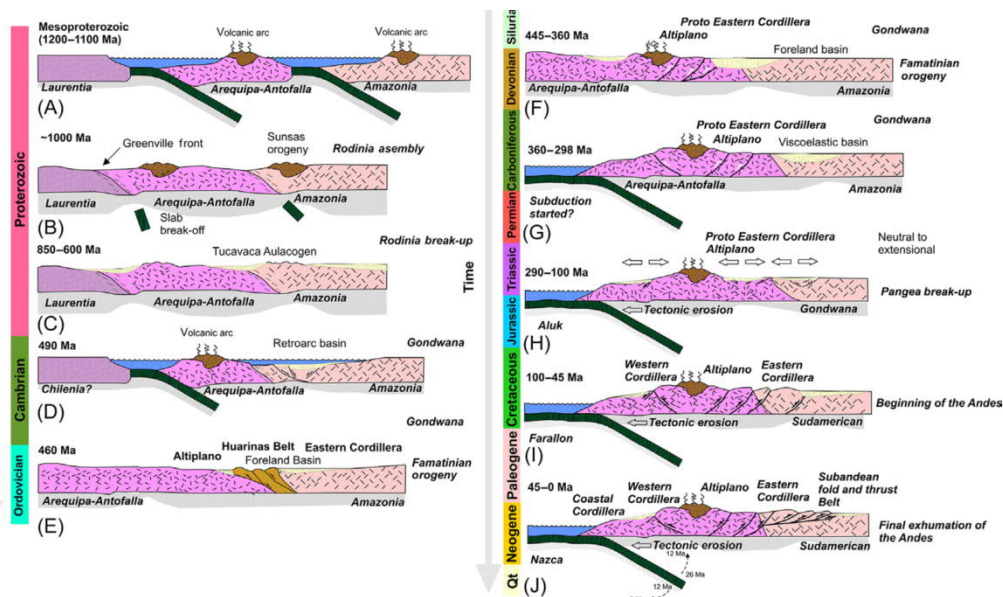 Proterozoic
Cambrian
Ordovician
Mesoproterozoic
(1200–1100 Ma)
Volcanic arc
Volcanic arc
Laurentia
Arequipa-Antofalla
Amazonia
(A)
~1000 Ma
Greenville front
Sunsas
orogeny
Rodinia asembly
Laurentia
Arequipa-Antofalla
Amazonia
(B)
Slab
break-off
850–600 Ma
Tucavaca Aulacogen
Rodinia break-up
Laurentia
Arequipa-Antofalla
Amazonia
(C)
490 Ma
Volcanic arc
Retroarc basin
Gondwana
Chilenia?
Arequipa-Antofalla
Amazonia
(D)
Gondwana
460 Ma
Altiplano
Huarinas Belt
Foreland Basin
Eastern Cordillera
Famatinian
orogeny
Arequipa-Antofalla
Amazonia
(E)
Time
Siluria
Devonian
Carboniferous
Permian
Triassic
Jurassic
Cretaceous
Paleogene
Neogene
Qt
445–360 Ma
Proto Eastern Cordillera
Altiplano
Gondwana
Foreland basin
Famatinian
orogeny
Arequipa-Antofalla
Amazonia
(F)
360–298 Ma
Proto Eastern Cordillera
Altiplano
Gondwana
Viscoelastic basin
Arequipa-Antofalla
Amazonia
Subduction
started?
(G)
290–100 Ma
Proto Eastern Cordillera
Altiplano
Neutral to
extensional
Pangea break-up
Tectonic erosion
Gondwana
Aluk
(H)
100–45 Ma
Western
Cordillera
Altiplano
Eastern
Cordillera
Beginning of the Andes
Tectonic erosion
Sudamerican
Farallon
(I)
45–0 Ma
Coastal
Cordillera
Western
Cordillera
Altiplano
Eastern
Cordillera
Subandean
fold and thrust
Belt
Final exhumation of
the Andes
Tectonic erosion
Sudamerican
Nazca
12 Ma
26 Ma
12 Ma
(J)